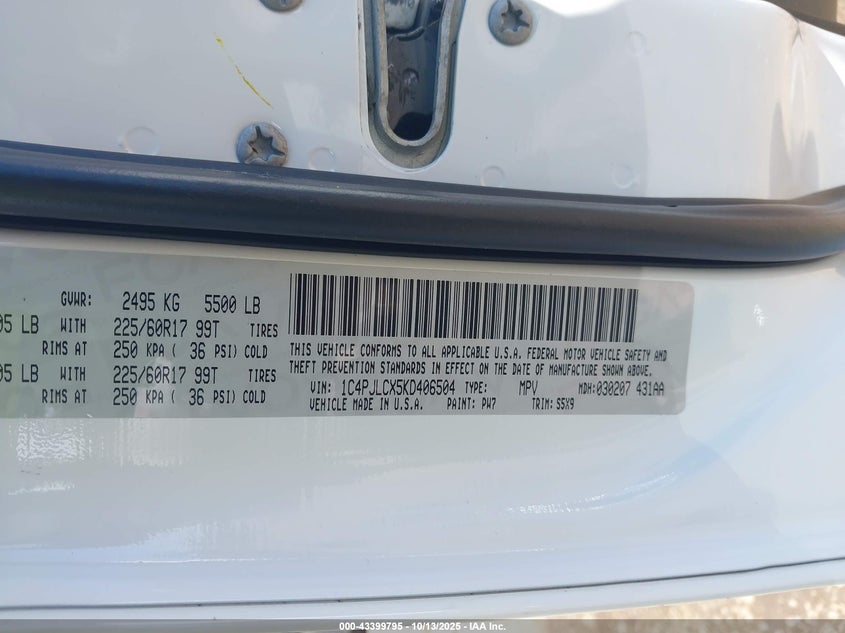 GVWR: 2495 KG 5500 LB
LB WITH 225/60R17 99T TIRES
RIMS AT 250 KPA ( 36 PSI) COLD
LB WITH 225/60R17 99T TIRES
RIMS AT 250 KPA ( 36 PSI) COLD
THIS VEHICLE CONFORMS TO ALL APPLICABLE U.S.A. FEDERAL MOTOR VEHICLE SAFETY AND
THEFT PREVENTION STANDARDS IN EFFECT ON THE DATE OF MANUFACTURE SHOWN ABOVE.
VIN: 1C4PJLCX5KD406504 TYPE: MPV MDH:030207 431AA
VEHICLE MADE IN U.S.A. PAINT: PW7 TRIM: S5X9
000-43399795 - 10/13/2025 - IAA Inc.